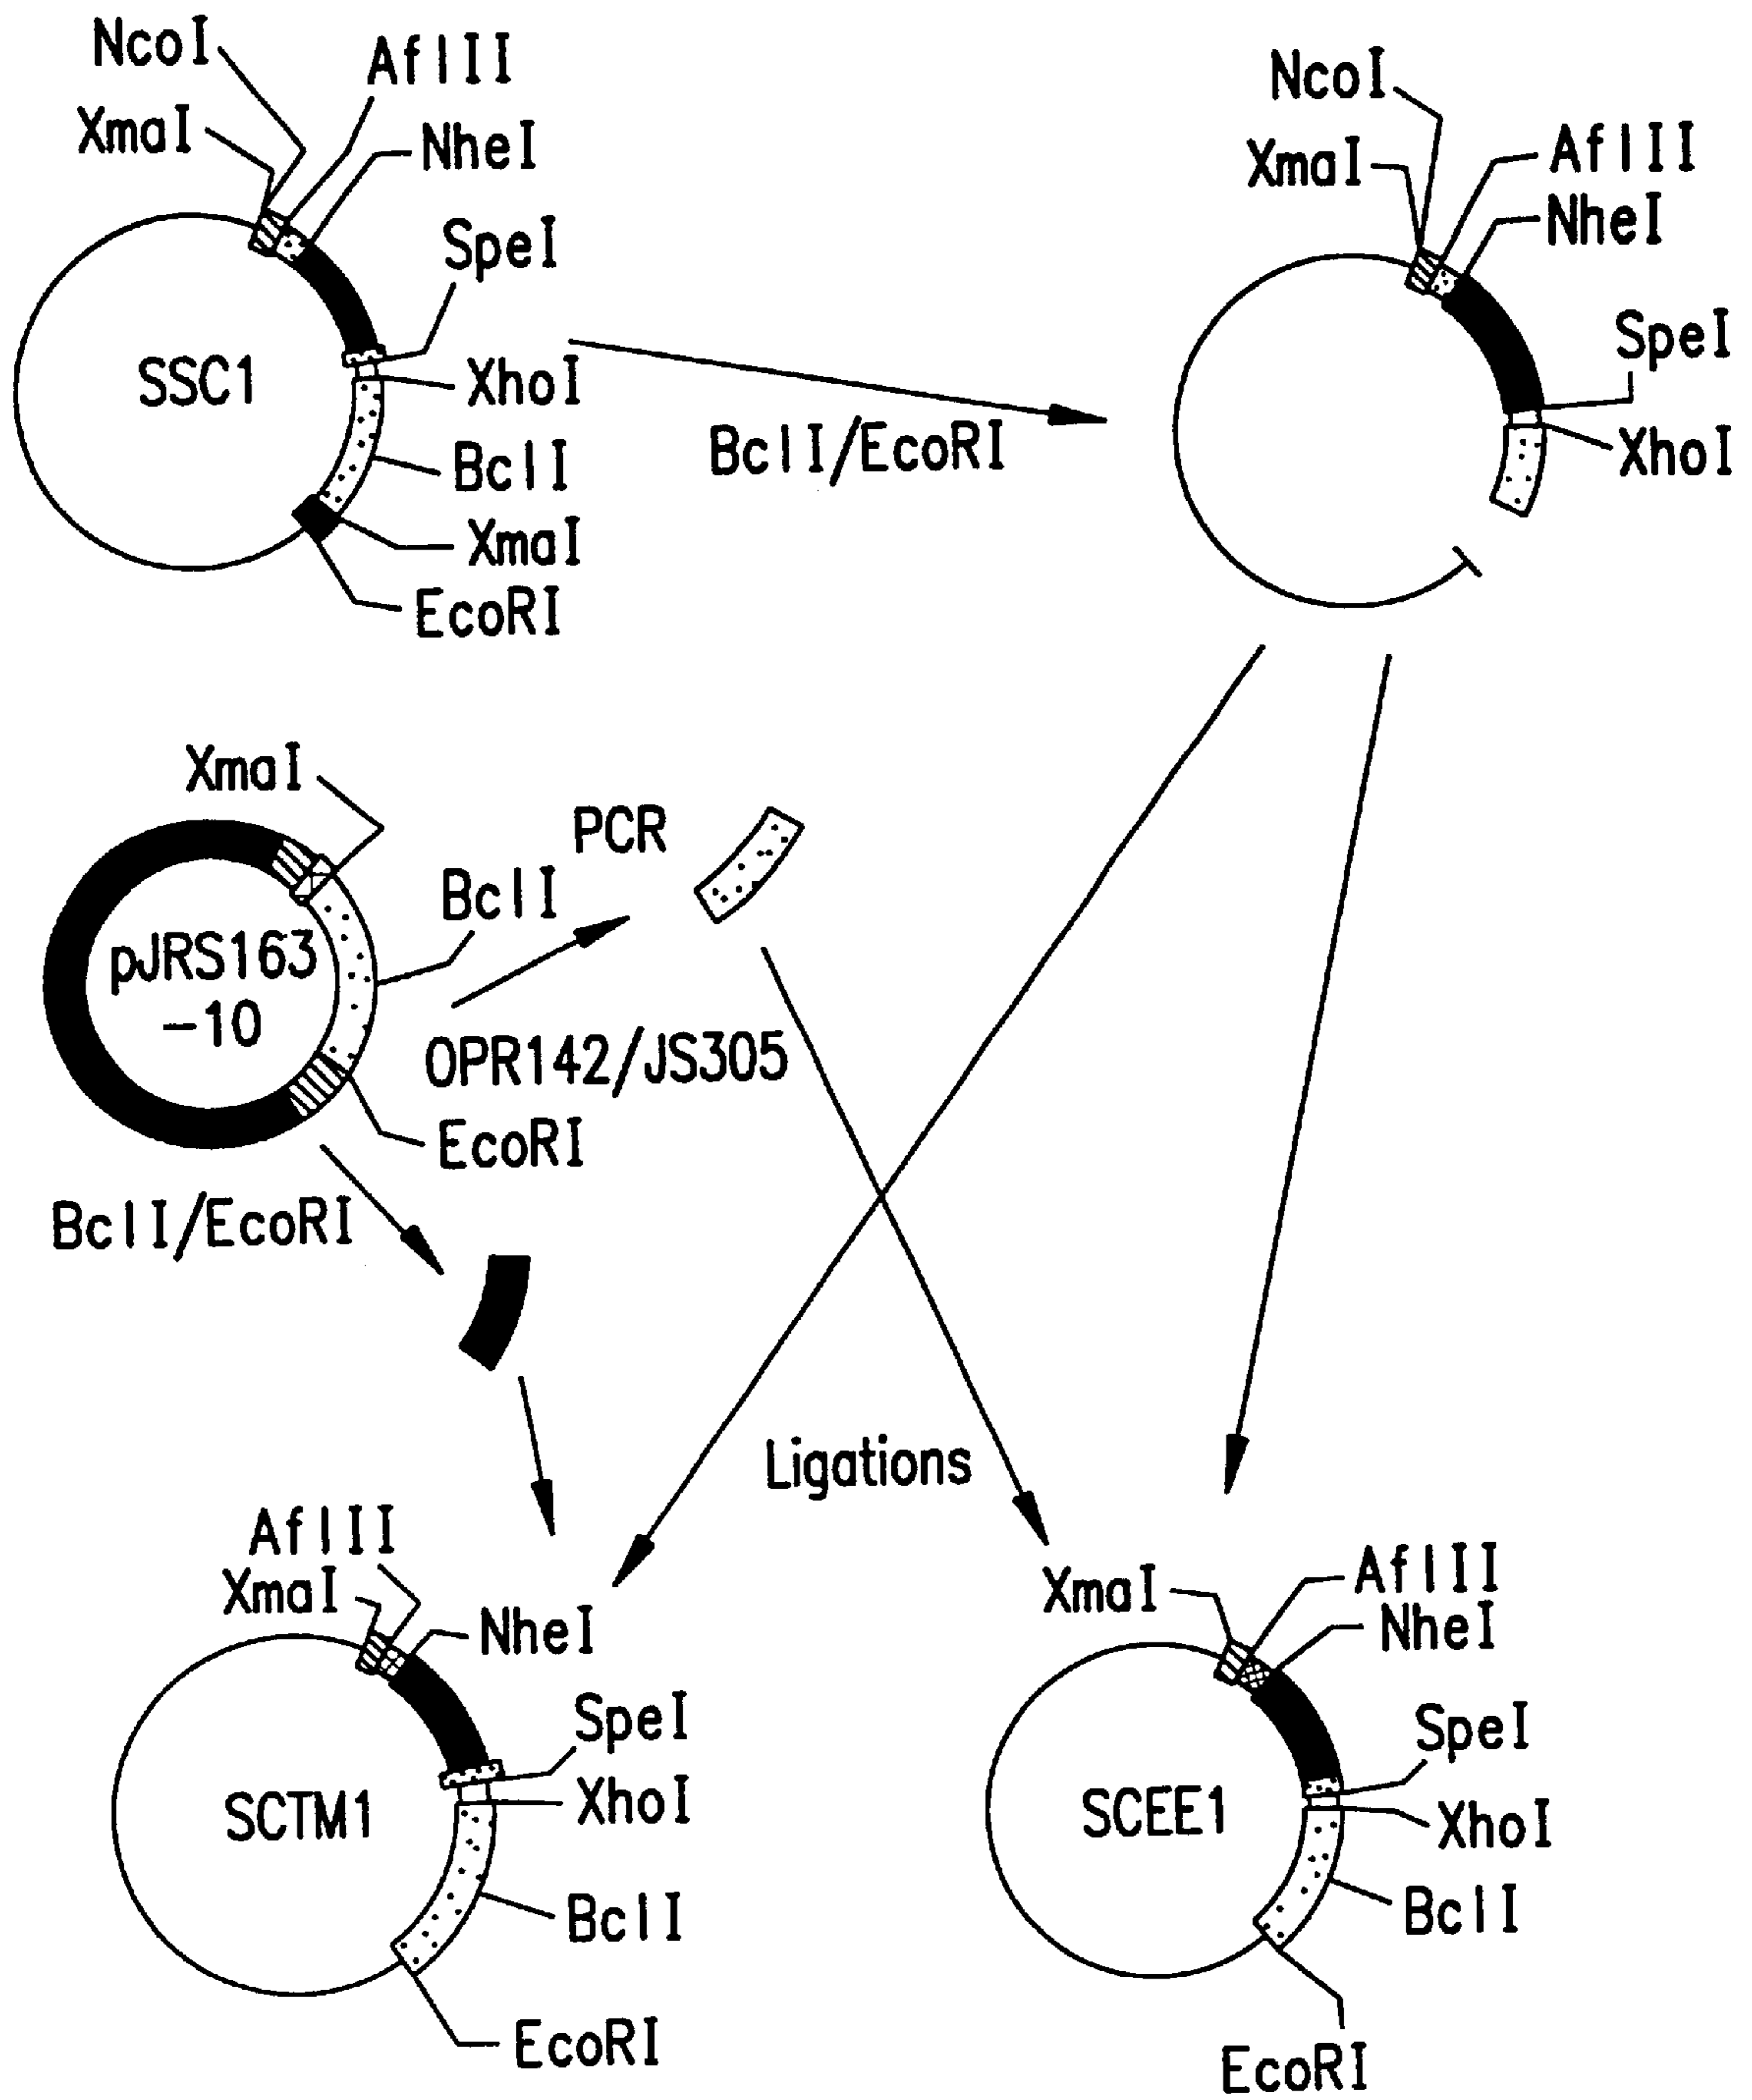 NcoI
AflII
XmaI
NheI
SpeI
SSC1
XhoI
BclI
XmaI
EcoRI
BclI/EcoRI
NcoI
XmaI
AflII
NheI
SpeI
XhoI
XmaI
PCR
BclI
pJRS163
-10
OPR142/JS305
EcoRI
BclI/EcoRI
Ligations
AflII
XmaI
NheI
SpeI
SCTM1
XhoI
BclI
EcoRI
XmaI
AflII
NheI
SpeI
SCEE1
XhoI
BclI
EcoRI